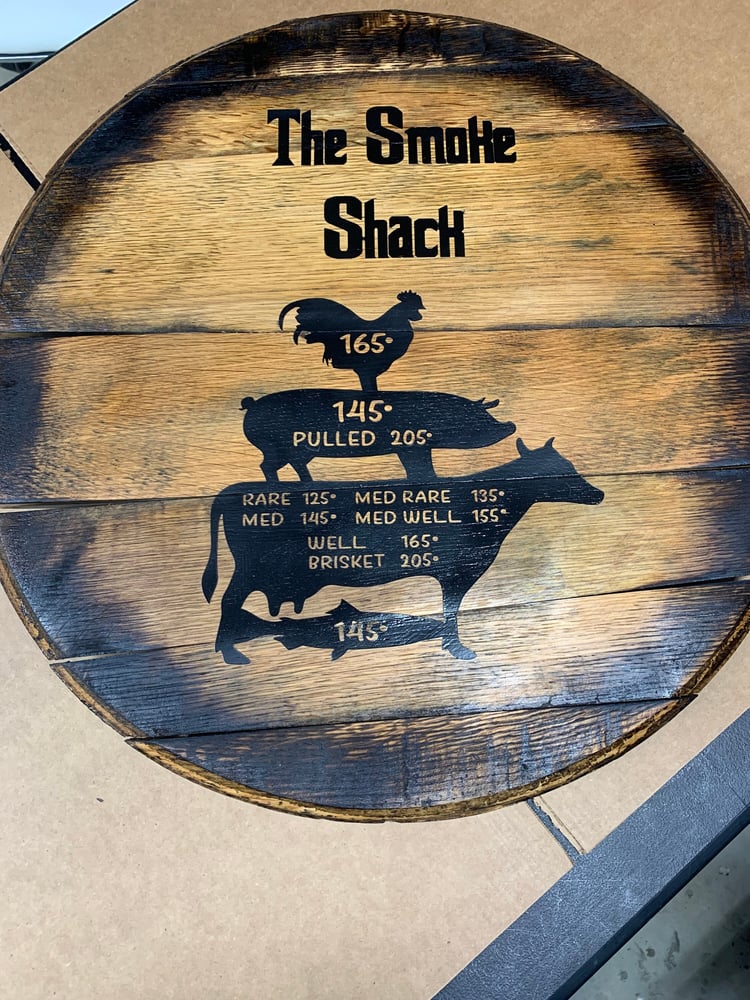 The Smoke
Shack
165°
145°
PULLED 205°
RARE 125° MED RARE 135°
MED 145° MED WELL 155°
WELL 165°
BRISKET 205°
145°